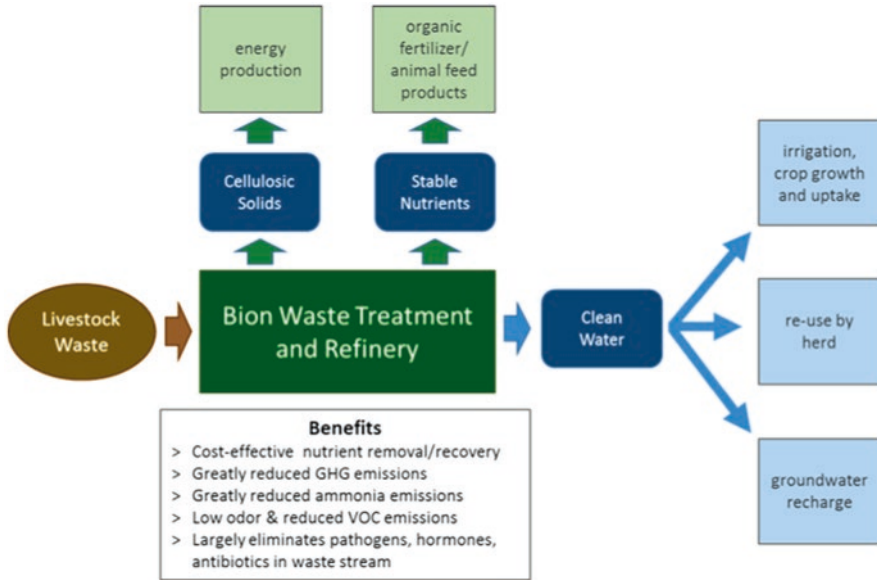 energy
production
organic
fertilizer/
animal feed
products
Cellulosic
Solids
Stable
Nutrients
irrigation,
crop growth
and uptake
Livestock
Waste
Bion Waste Treatment
and Refinery
Clean
Water
re-use by
herd
Benefits
> Cost-effective nutrient removal/recovery
> Greatly reduced GHG emissions
> Greatly reduced ammonia emissions
> Low odor & reduced VOC emissions
> Largely eliminates pathogens, hormones,
antibiotics in waste stream
groundwater
recharge